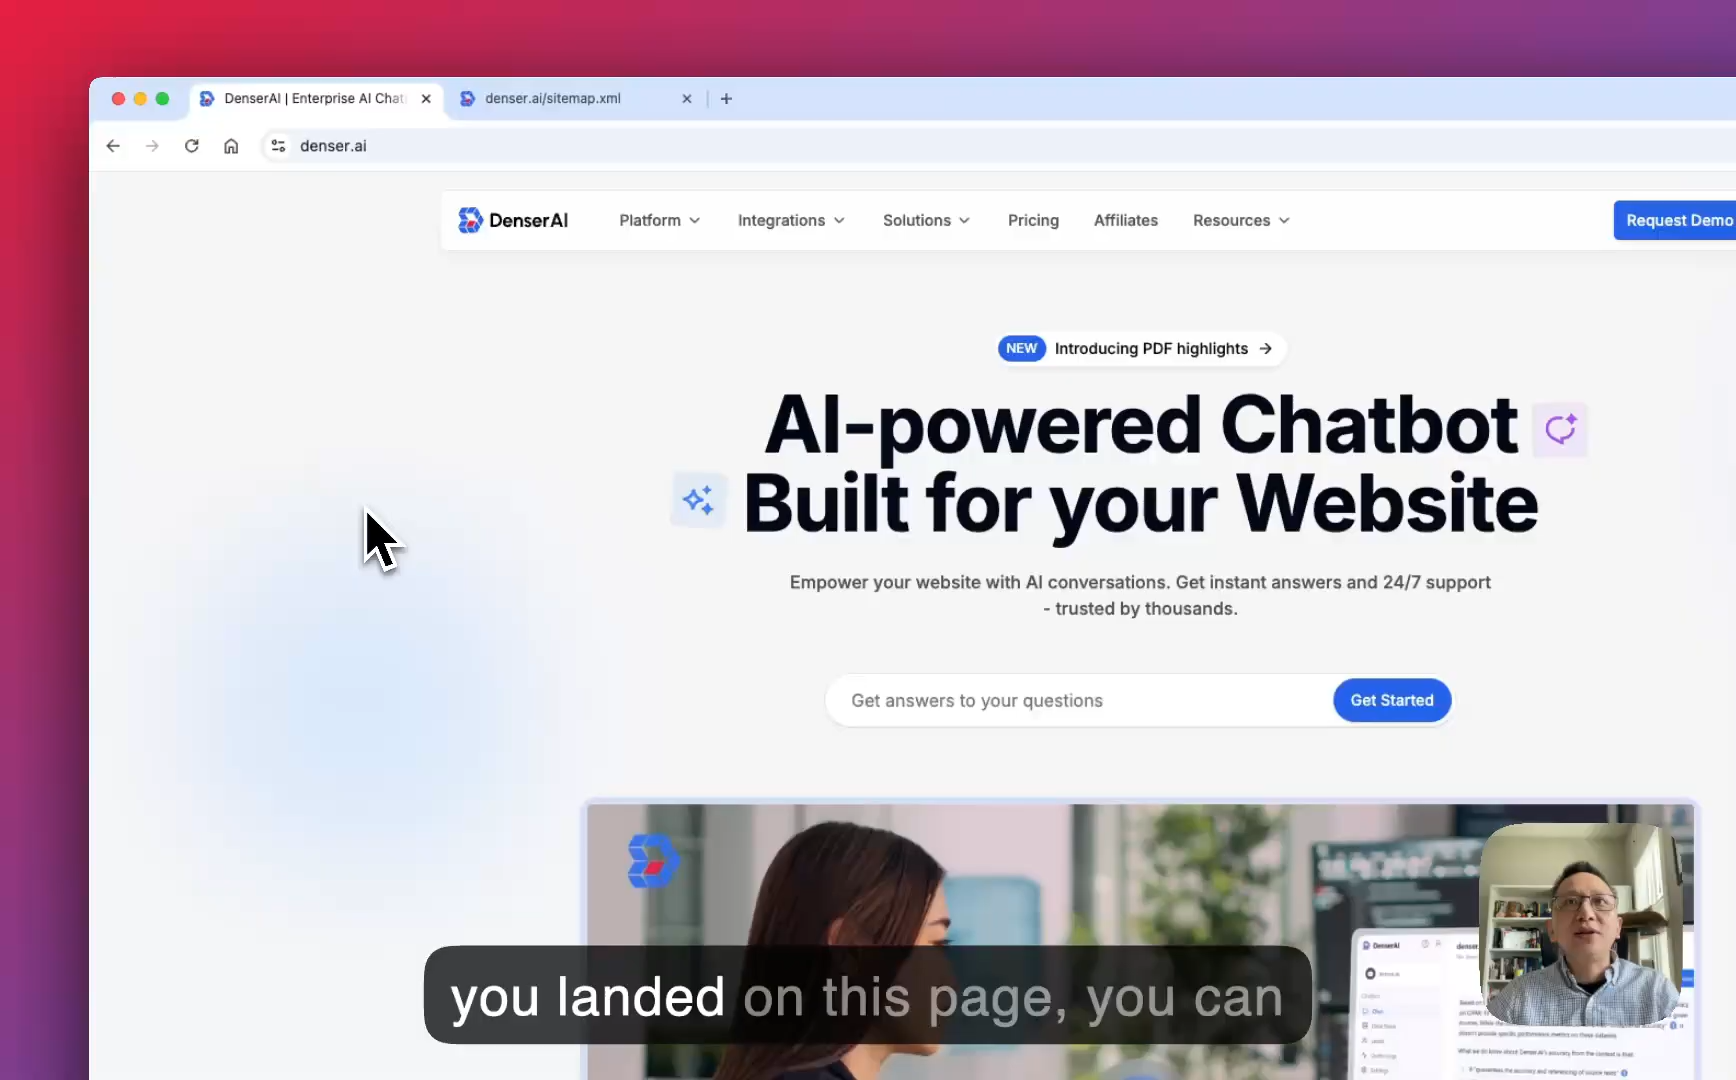 DenserAI | Enterprise AI Chat
denser.ai/sitemap.xml
denser.ai
DenserAI
Platform
Integrations
Solutions
Pricing
Affiliates
Resources
Request Demo
NEW
Introducing PDF highlights →
AI-powered Chatbot
Built for your Website
Empower your website with AI conversations. Get instant answers and 24/7 support
- trusted by thousands.
Get answers to your questions
Get Started
DenserAI
you landed on this page, you can